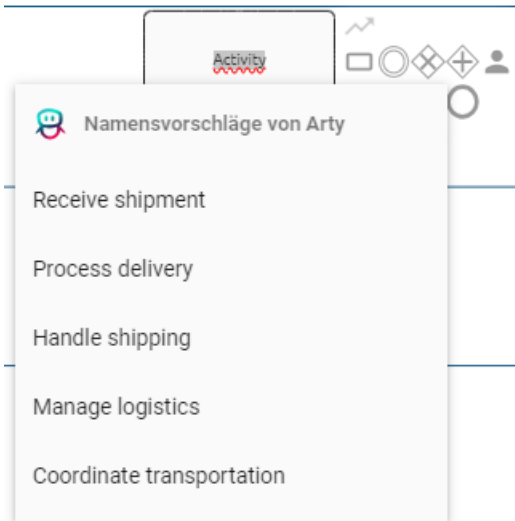 Activity
Namensvorschläge von Arty
Receive shipment
Process delivery
Handle shipping
Manage logistics
Coordinate transportation